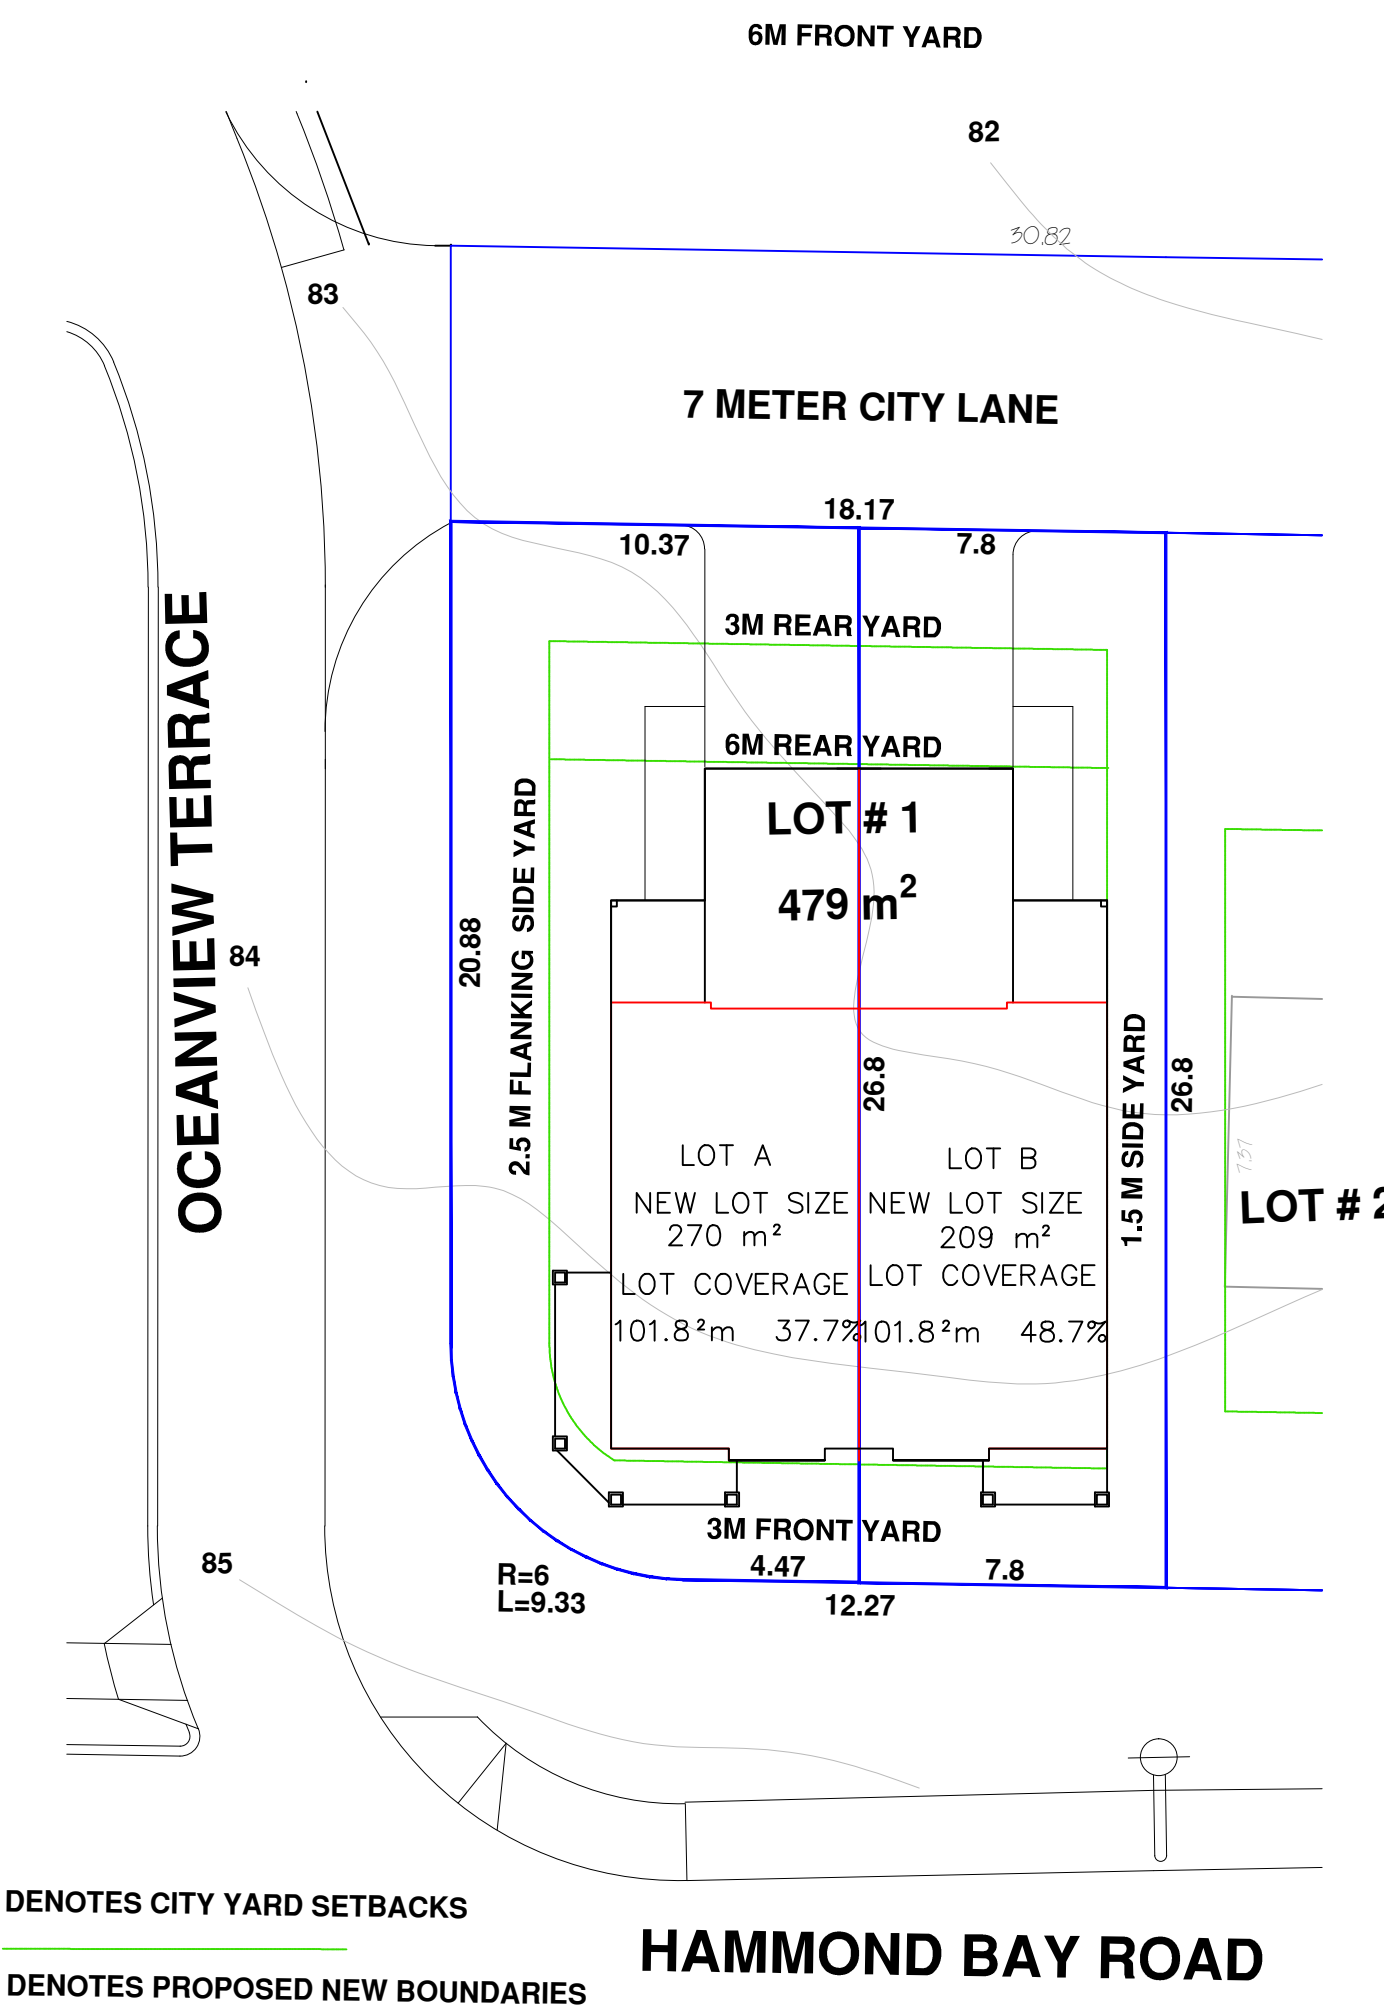 6M FRONT YARD
82
30.82
83
7 METER CITY LANE
18.17
10.37
7.8
3M REAR YARD
6M REAR YARD
LOT # 1
479 m²
OCEANVIEW TERRACE
84
20.88
2.5 M FLANKING SIDE YARD
26.8
1.5 M SIDE YARD
26.8
7.37
LOT # 2
LOT A
NEW LOT SIZE
270 m²
LOT COVERAGE
101.8²m 37.7%
LOT B
NEW LOT SIZE
209 m²
LOT COVERAGE
101.8²m 48.7%
3M FRONT YARD
4.47
7.8
12.27
R=6
L=9.33
85
DENOTES CITY YARD SETBACKS
DENOTES PROPOSED NEW BOUNDARIES
HAMMOND BAY ROAD